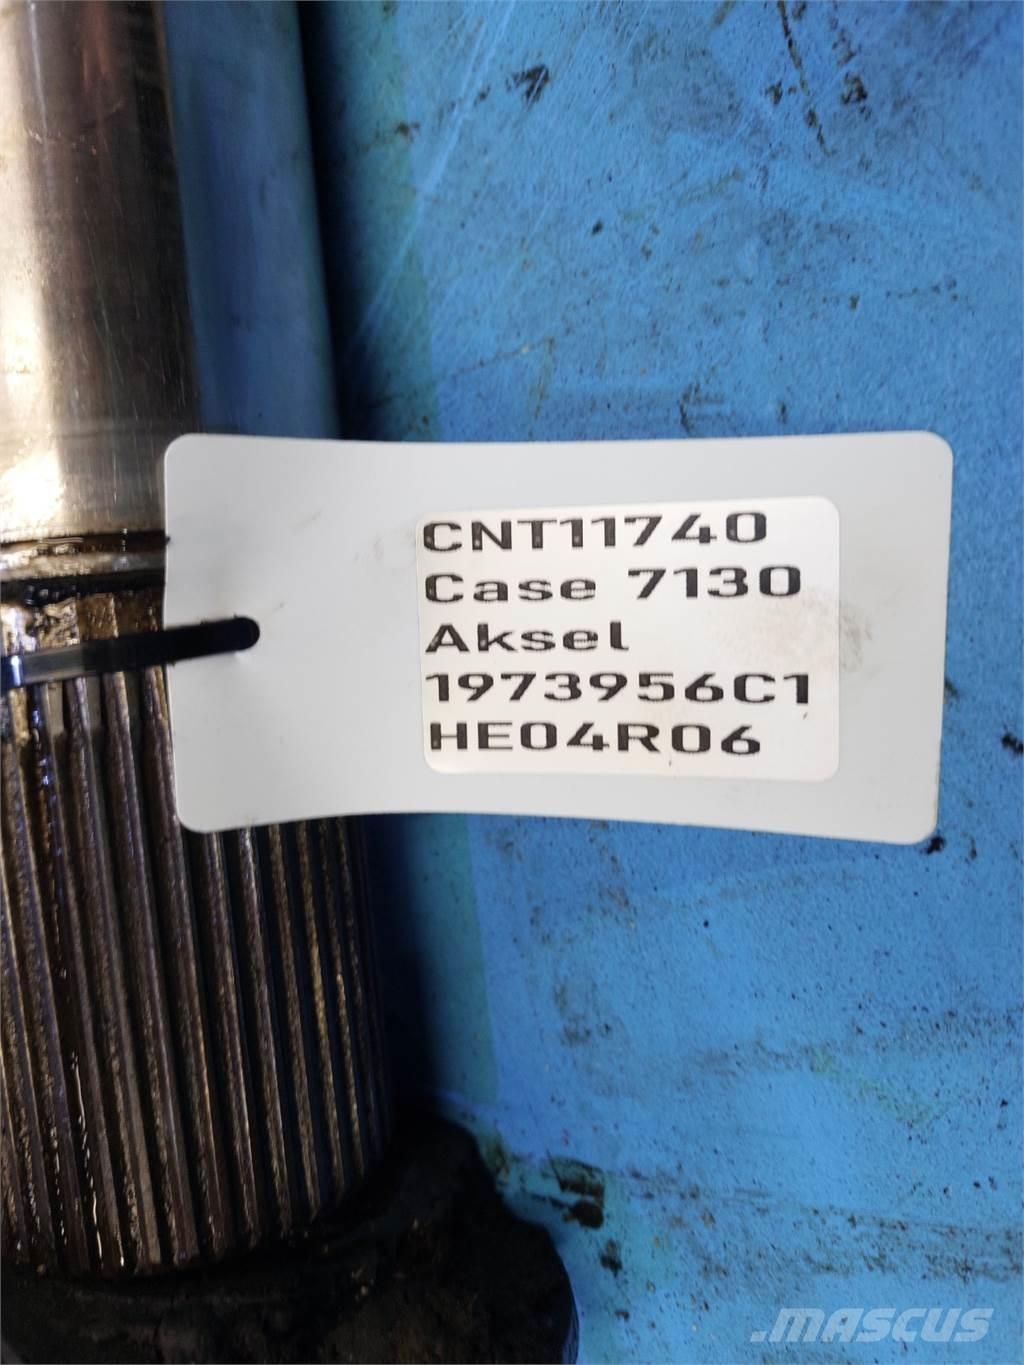 CNT11740
Case 7130
Aksel
1973956C1
HE04R06
.MASCUS